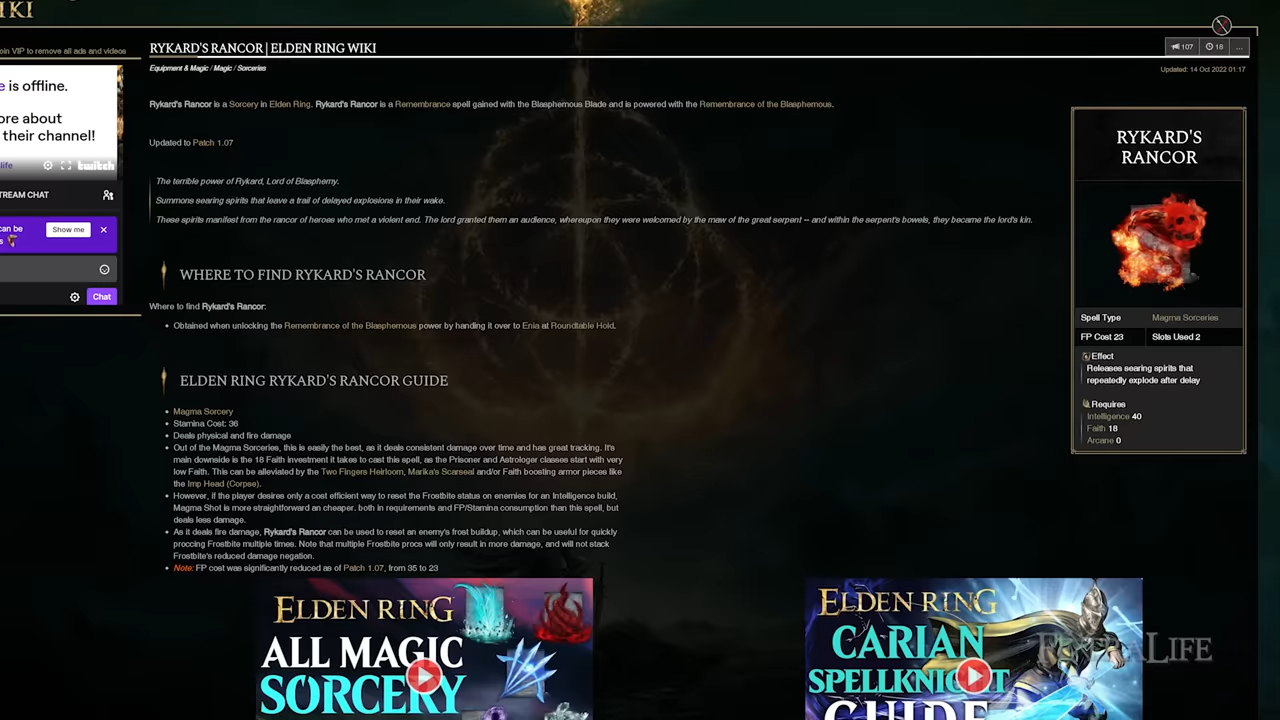 IKI
oin VIP to remove all ads and videos
e is offline.
ore about
their channel!
life
twitch
TREAM CHAT
can be
s
Show me
Chat
RYKARD'S RANCOR | ELDEN RING WIKI
107
18
...
Equipment & Magic / Magic / Sorceries
Updated: 14 Oct 2022 01:17
Rykard's Rancor is a Sorcery in Elden Ring. Rykard's Rancor is a Remembrance spell gained with the Blasphemous Blade and is powered with the Remembrance of the Blasphemous.
Updated to Patch 1.07
The terrible power of Rykard, Lord of Blasphemy.
Summons searing spirits that leave a trail of delayed explosions in their wake.
These spirits manifest from the rancor of heroes who met a violent end. The lord granted them an audience, whereupon they were welcomed by the maw of the great serpent – and within the serpent's bowels, they became the lord's kin.
WHERE TO FIND RYKARD'S RANCOR
Where to find Rykard's Rancor:
Obtained when unlocking the Remembrance of the Blasphemous power by handing it over to Enia at Roundtable Hold.
ELDEN RING RYKARD'S RANCOR GUIDE
Magma Sorcery
Stamina Cost: 36
Deals physical and fire damage
Out of the Magma Sorceries, this is easily the best, as it deals consistent damage over time and has great tracking. It's
main downside is the 18 Faith investment it takes to cast this spell, as the Prisoner and Astrologer classes start with very
low Faith. This can be alleviated by the Two Fingers Heirloom, Marika's Scarseal and/or Faith boosting armor pieces like
the Imp Head (Corpse).
However, if the player desires only a cost efficient way to reset the Frostbite status on enemies for an Intelligence build,
Magma Shot is more straightforward an cheaper. both in requirements and FP/Stamina consumption than this spell, but
deals less damage.
As it deals fire damage, Rykard's Rancor can be used to reset an enemy's frost buildup, which can be useful for quickly
proccing Frostbite multiple times. Note that multiple Frostbite procs will only result in more damage, and will not stack
Frostbite's reduced damage negation.
Note: FP cost was significantly reduced as of Patch 1.07, from 35 to 23
RYKARD'S
RANCOR
Spell Type Magma Sorceries
FP Cost 23 Slots Used 2
Effect
Releases searing spirits that
repeatedly explode after delay
Requires
Intelligence 40
Faith 18
Arcane 0
ELDEN RING
ALL MAGIC
SORCERY
ELDEN RING
CARIAN
SPELLKNIGHT
GUIDE